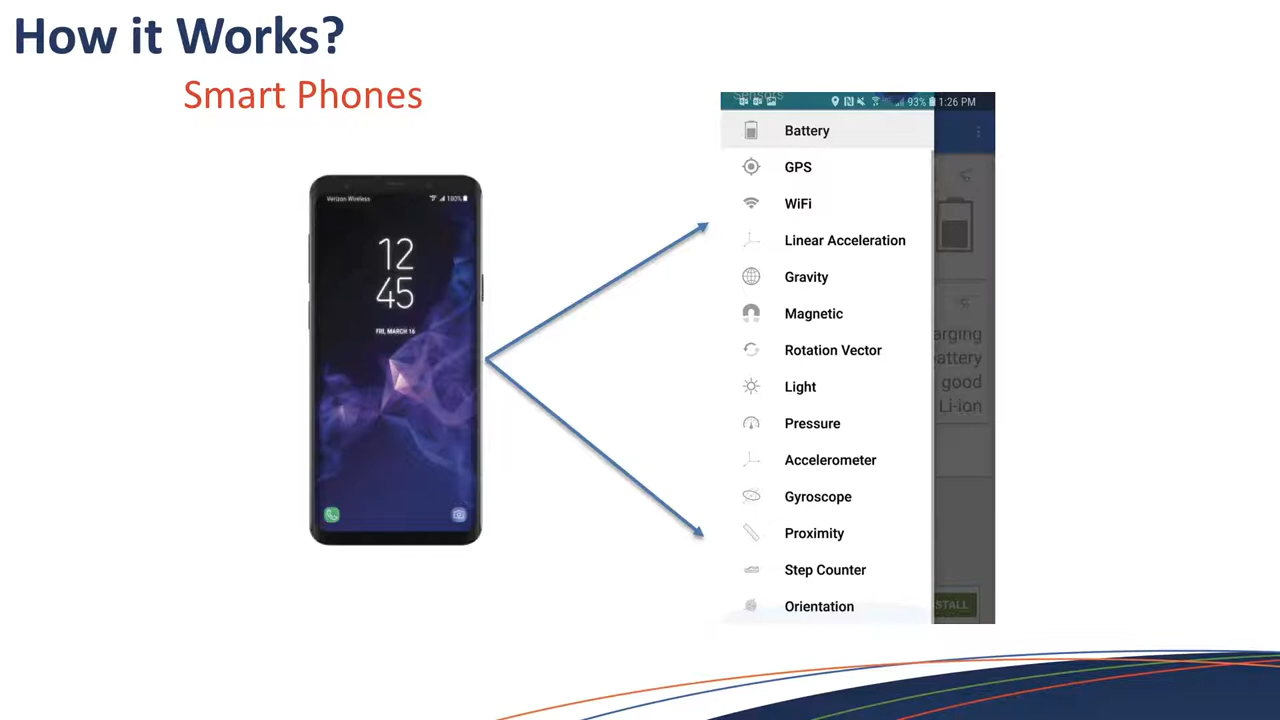 How it Works?
Smart Phones
Verizon Wireless 100%
12
45
FRI, MARCH 16
Sensors
93% 1:26 PM
Battery
GPS
WiFi
Linear Acceleration
Gravity
Magnetic
Rotation Vector
Light
Pressure
Accelerometer
Gyroscope
Proximity
Step Counter
Orientation
arging
attery
good
Li-ion
STALL